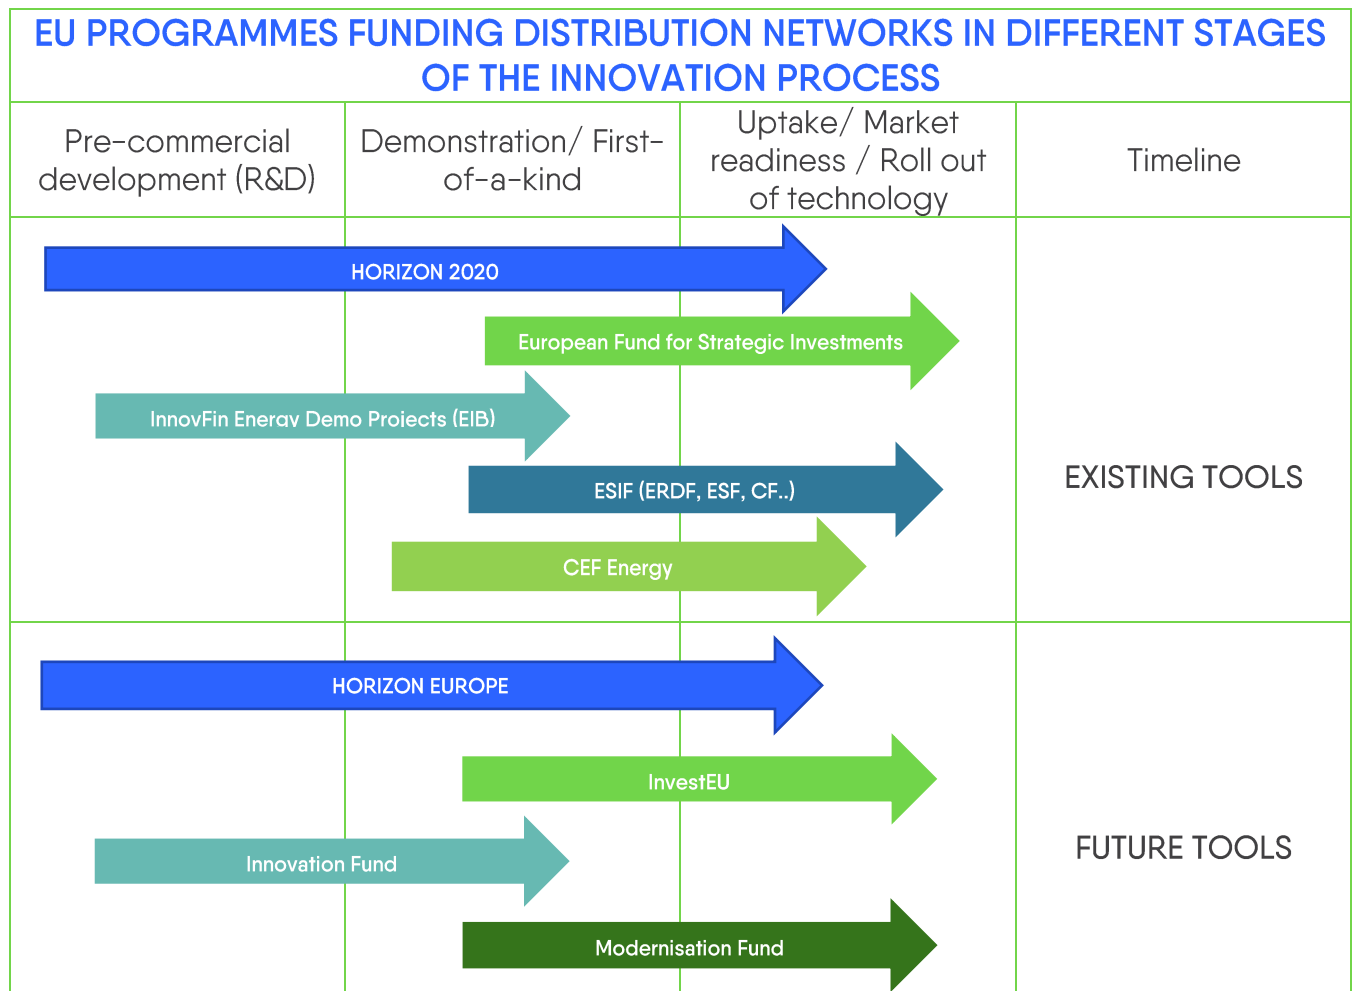 EU PROGRAMMES FUNDING DISTRIBUTION NETWORKS IN DIFFERENT STAGES
OF THE INNOVATION PROCESS
Pre-commercial
development (R&D)
Demonstration/ First-
of-a-kind
Uptake/ Market
readiness / Roll out
of technology
Timeline
HORIZON 2020
European Fund for Strategic Investments
InnovFin Energy Demo Projects (EIB)
ESIF (ERDF, ESF, CF..)
CEF Energy
EXISTING TOOLS
HORIZON EUROPE
InvestEU
Innovation Fund
Modernisation Fund
FUTURE TOOLS